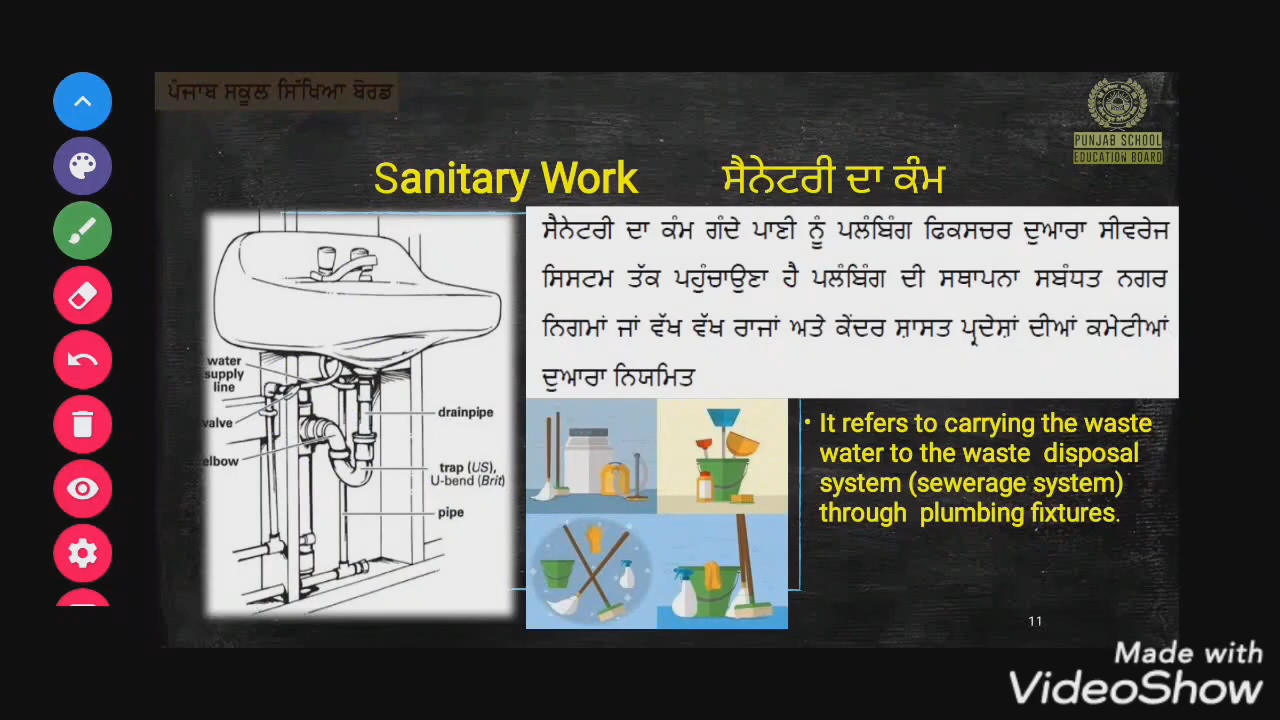 ਪੰਜਾਬ ਸਕੂਲ ਸਿੱਖਿਆ ਬੋਰਡ
PUNJAB SCHOOL
EDUCATION BOARD
Sanitary Work ਸੈਨੇਟਰੀ ਦਾ ਕੰਮ
ਸੈਨੇਟਰੀ ਦਾ ਕੰਮ ਗੰਦੇ ਪਾਣੀ ਨੂੰ ਪਲੰਬਿੰਗ ਫਿਕਸਚਰ ਦੁਆਰਾ ਸੀਵਰੇਜ
ਸਿਸਟਮ ਤੱਕ ਪਹੁੰਚਾਉਣਾ ਹੈ ਪਲੰਬਿੰਗ ਦੀ ਸਥਾਪਨਾ ਸਬੰਧਤ ਨਗਰ
ਨਿਗਮਾਂ ਜਾਂ ਵੱਖ ਵੱਖ ਰਾਜਾਂ ਅਤੇ ਕੇਂਦਰ ਸ਼ਾਸਤ ਪ੍ਰਦੇਸ਼ਾਂ ਦੀਆਂ ਕਮੇਟੀਆਂ
ਦੁਆਰਾ ਨਿਯਮਿਤ
water
supply
line
valve
elbow
drainpipe
trap (US),
U-bend (Brit)
pipe
• It refers to carrying the waste
water to the waste disposal
system (sewerage system)
through plumbing fixtures.
11
Made with
VideoShow